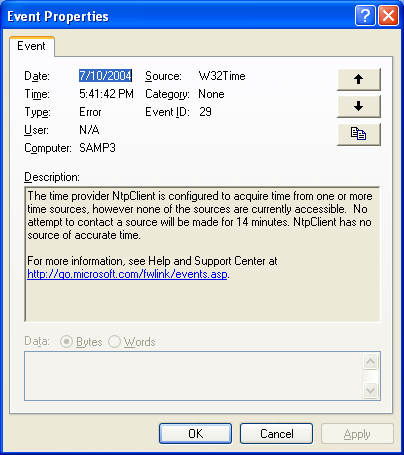 Event Properties
Event
Date: 7/10/2004 Source: W32Time
Time: 5:41:42 PM Category: None
Type: Error Event ID: 29
User: N/A
Computer: SAMP3
Description:
The time provider NtpClient is configured to acquire time from one or more
time sources, however none of the sources are currently accessible.  No
attempt to contact a source will be made for 14 minutes. NtpClient has no
source of accurate time.
For more information, see Help and Support Center at
http://go.microsoft.com/fwlink/events.asp.
Data: Bytes Words
OK Cancel Apply